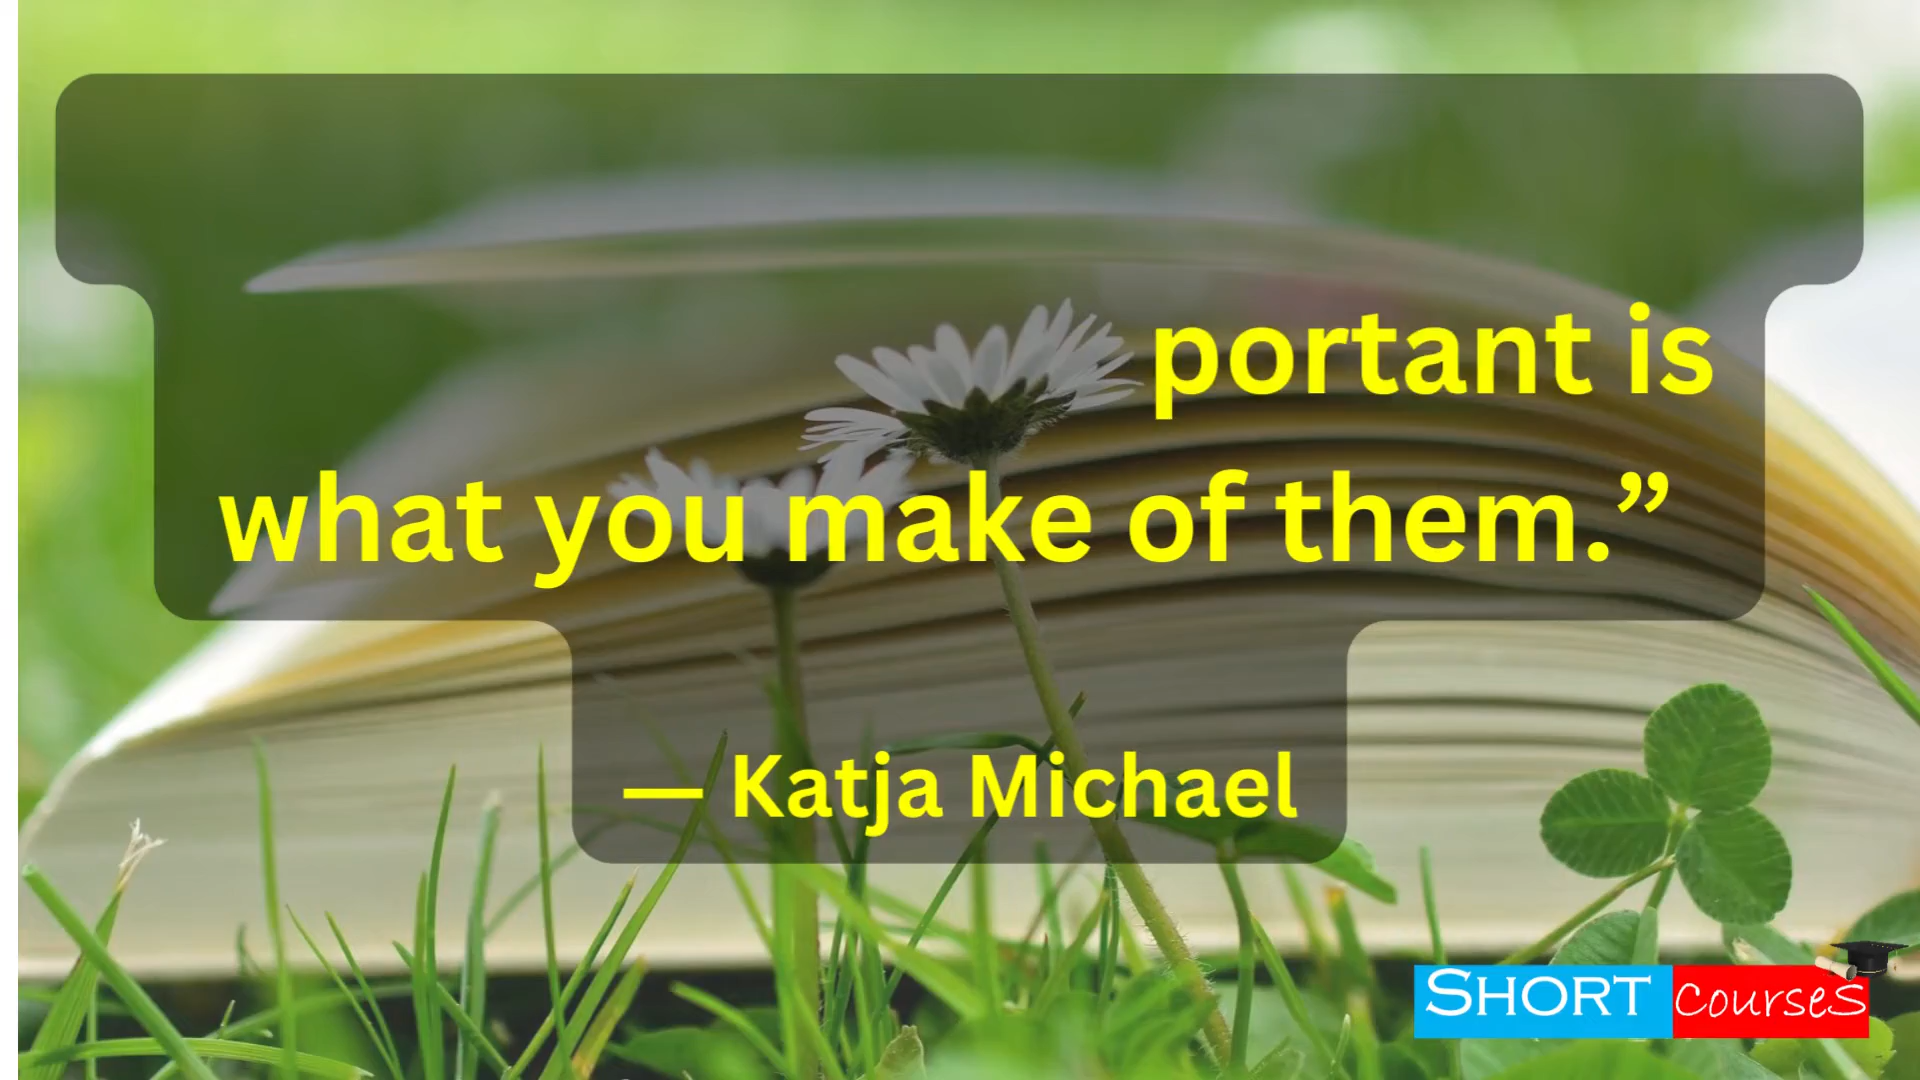 portant is
what you make of them.”
— Katja Michael
SHORT courses